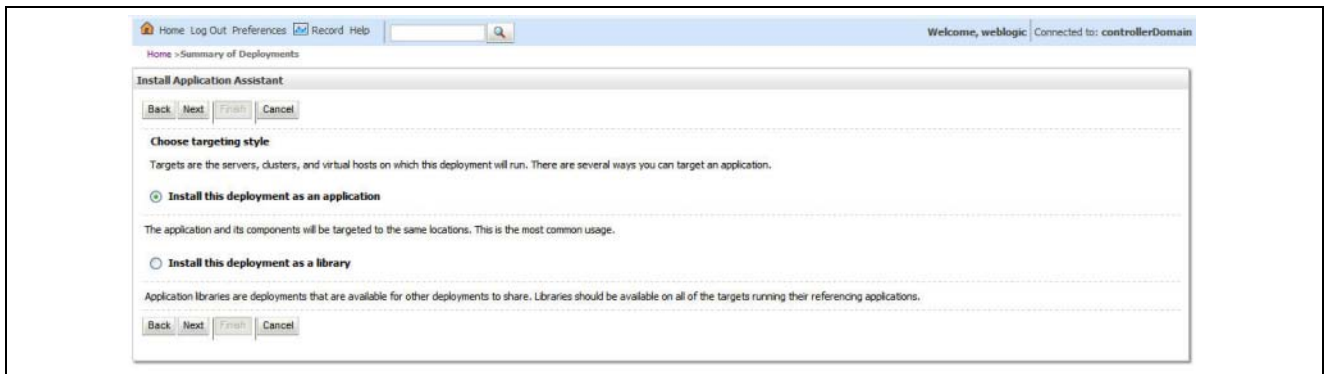 Home Log Out Preferences Record Help
Welcome, weblogic Connected to: controllerDomain
Home >Summary of Deployments
Install Application Assistant
Back Next Finish Cancel
Choose targeting style
Targets are the servers, clusters, and virtual hosts on which this deployment will run. There are several ways you can target an application.
Install this deployment as an application
The application and its components will be targeted to the same locations. This is the most common usage.
Install this deployment as a library
Application libraries are deployments that are available for other deployments to share. Libraries should be available on all of the targets running their referencing applications.
Back Next Finish Cancel